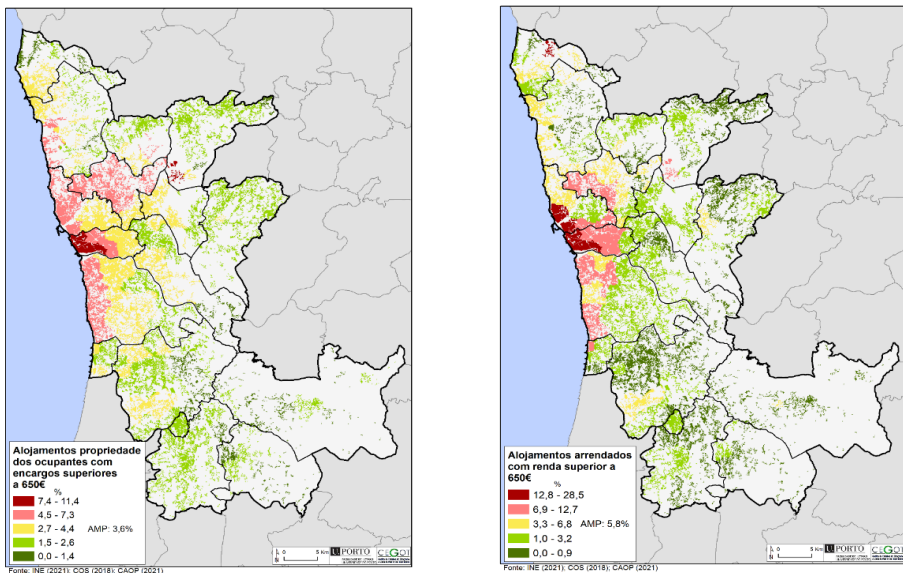 Alojamentos propriedade
dos ocupantes com
encargos superiores
a 650€
%
7,4 - 11,4
4,5 - 7,3
2,7 - 4,4 AMP: 3,6%
1,5 - 2,6
0,0 - 1,4
0 5 Km
N
U.PORTO
CEGOT
Fonte: INE (2021); COS (2018); CAOP (2021)
Alojamentos arrendados
com renda superior a
650€
%
12,8 - 28,5
6,9 - 12,7
3,3 - 6,8 AMP: 5,8%
1,0 - 3,2
0,0 - 0,9
0 5 Km
N
U.PORTO
CEGOT
Fonte: INE (2021); COS (2018); CAOP (2021)